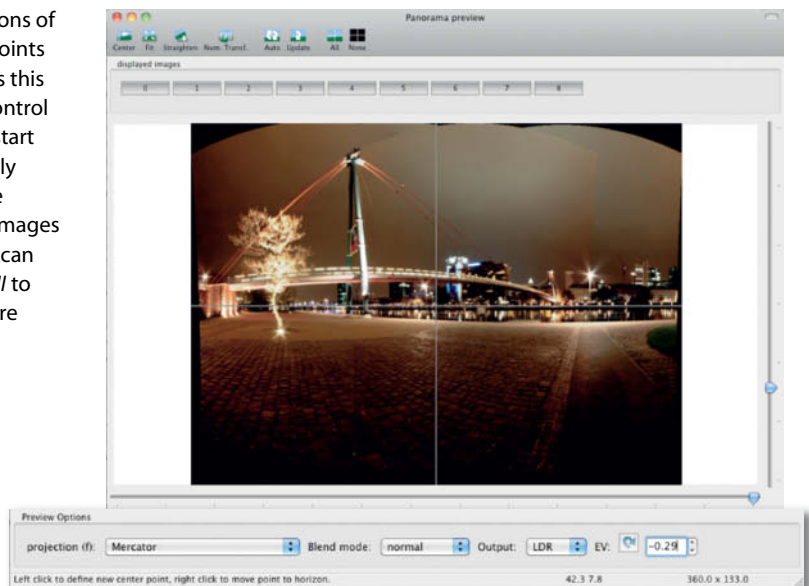 ons of
oints
s this
ontrol
tart
ly
e
mages
can
ll to
re
Panorama preview
Center Fit Straighten Num. Transf. Auto Update All None
displayed images
0 1 2 3 4 5 6 7 8
Preview Options
projection (f): Mercator Blend mode: normal Output: LDR EV: -0.29
Left click to define new center point, right click to move point to horizon. 42.3 7.8 360.0 x 133.0